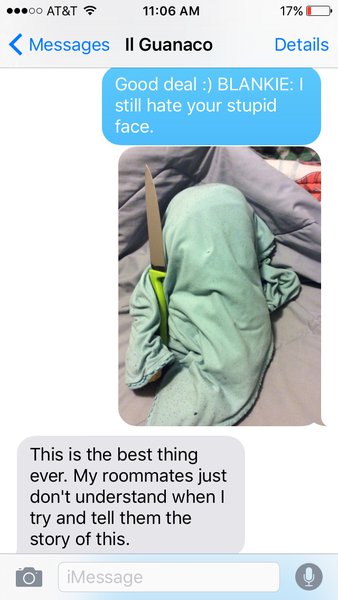 AT&T 11:06 AM 17%
Messages Il Guanaco Details
Good deal :) BLANKIE: I
still hate your stupid
face.
This is the best thing
ever. My roommates just
don't understand when I
try and tell them the
story of this.
iMessage